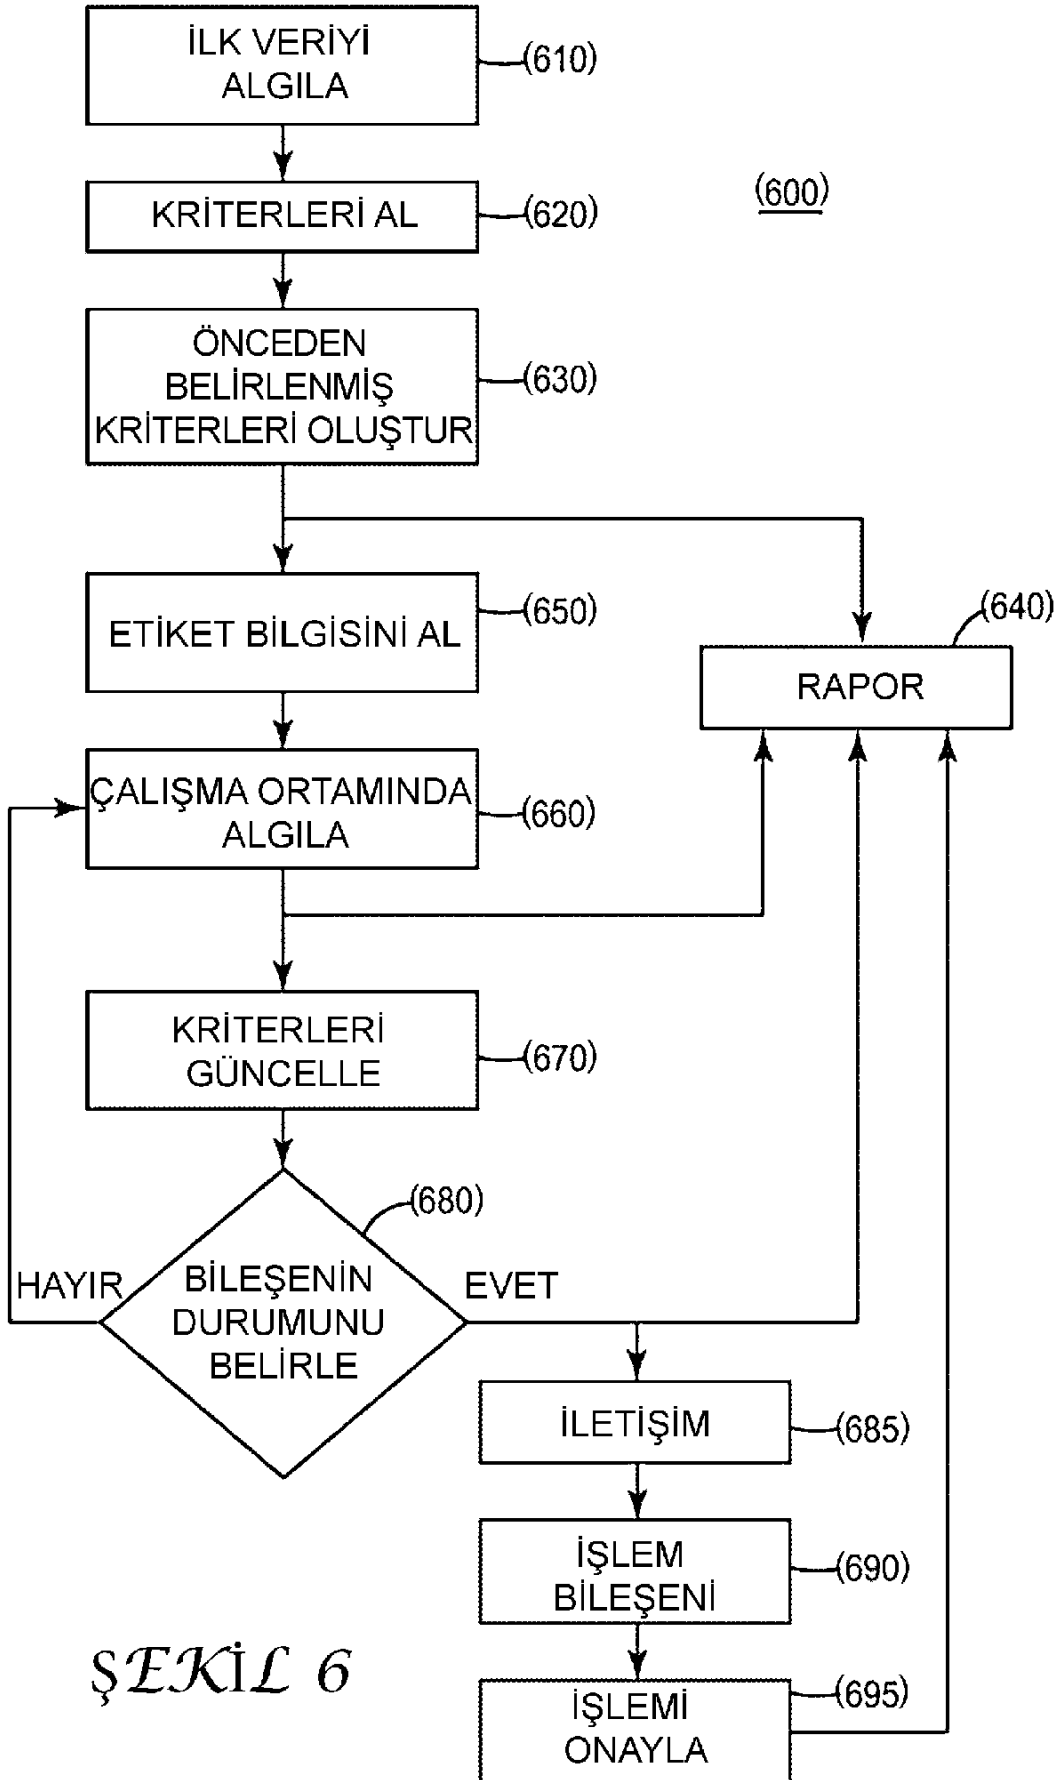 İLK VERİYİ
ALGILA
(610)
(600)
KRİTERLERİ AL
(620)
ÖNCEDEN
BELİRLENMİŞ
KRİTERLERİ OLUŞTUR
(630)
ETİKET BİLGİSİNİ AL
(650)
(640)
RAPOR
ÇALIŞMA ORTAMINDA
ALGILA
(660)
KRİTERLERİ
GÜNCELLE
(670)
(680)
HAYIR
BİLEŞENİN
DURUMUNU
BELİRLE
EVET
İLETİŞİM
(685)
İŞLEM
BİLEŞENİ
(690)
İŞLEMİ
ONAYLA
(695)
ŞEKİL 6